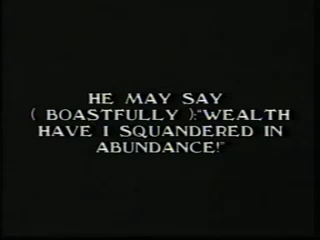 HE MAY SAY
( BOASTFULLY ):"WEALTH
HAVE I SQUANDERED IN
ABUNDANCE!"